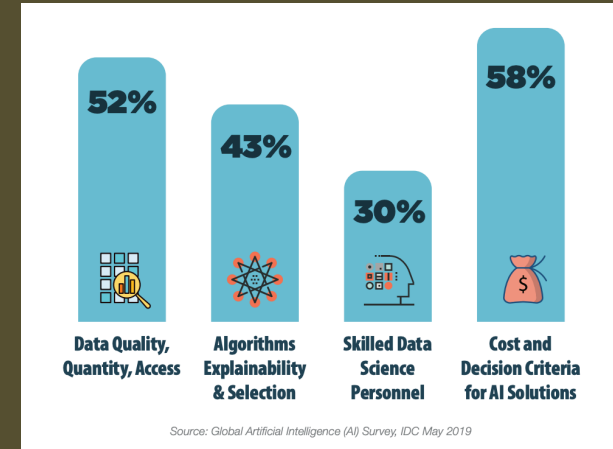 52%
43%
30%
58%
$
Data Quality,
Quantity, Access
Algorithms
Explainability
& Selection
Skilled Data
Science
Personnel
Cost and
Decision Criteria
for AI Solutions
Source: Global Artificial Intelligence (AI) Survey, IDC May 2019